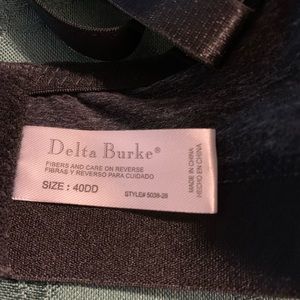 Delta Burke®
FIBERS AND CARE ON REVERSE
FIBRAS Y REVERSO PARA CUIDADO
SIZE : 40DD
STYLE# 5038-26
MADE IN CHINA
HECHO EN CHINA